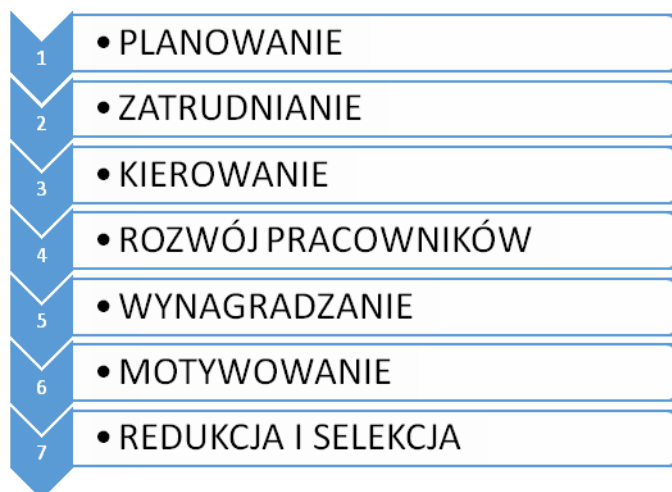 1 • PLANOWANIE
2 • ZATRUDNIANIE
3 • KIEROWANIE
4 • ROZWÓJ PRACOWNIKÓW
5 • WYNAGRADZANIE
6 • MOTYWOWANIE
7 • REDUKCJA I SELEKCJA